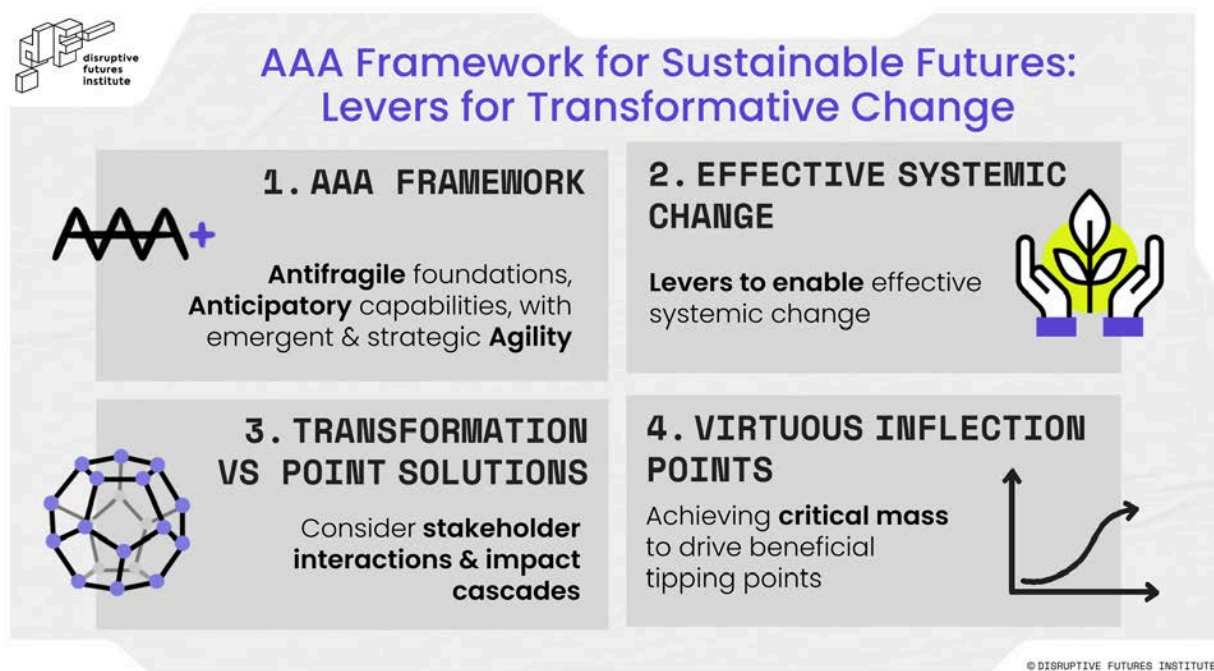 disruptive
futures
institute
AAA Framework for Sustainable Futures:
Levers for Transformative Change
1. AAA FRAMEWORK
AAA+
Antifragile foundations,
Anticipatory capabilities, with
emergent & strategic Agility
2. EFFECTIVE SYSTEMIC
CHANGE
Levers to enable effective
systemic change
3. TRANSFORMATION
VS POINT SOLUTIONS
Consider stakeholder
interactions & impact
cascades
4. VIRTUOUS INFLECTION
POINTS
Achieving critical mass
to drive beneficial
tipping points
© DISRUPTIVE FUTURES INSTITUTE